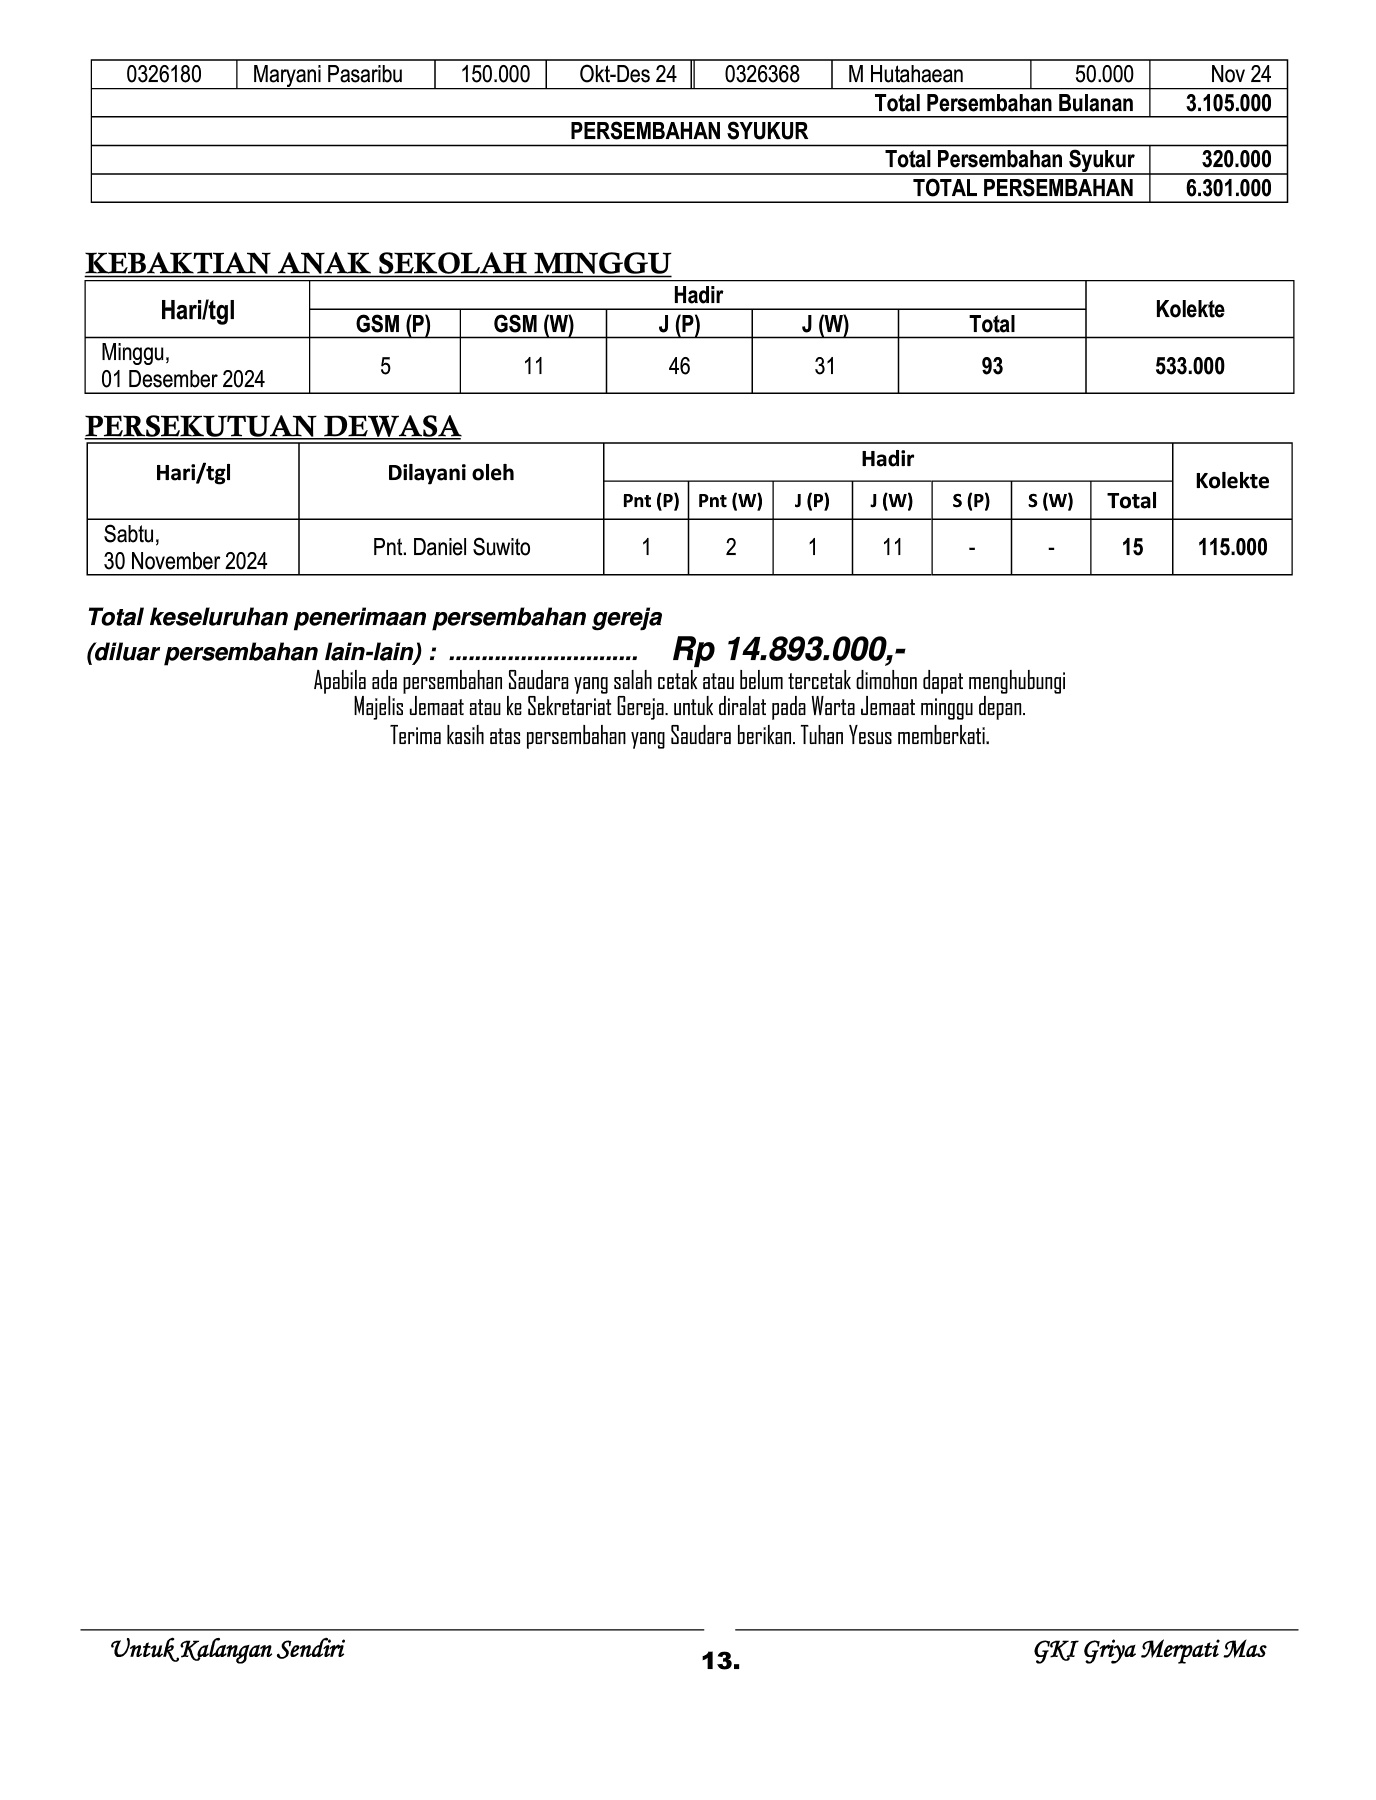 0326180 Maryani Pasaribu 150.000 Okt-Des 24 0326368 M Hutahaean 50.000 Nov 24
Total Persembahan Bulanan 3.105.000
PERSEMBAHAN SYUKUR
Total Persembahan Syukur 320.000
TOTAL PERSEMBAHAN 6.301.000
KEBAKTIAN ANAK SEKOLAH MINGGU
Hari/tgl Hadir Kolekte
GSM (P) GSM (W) J (P) J (W) Total
Minggu,
01 Desember 2024 5 11 46 31 93 533.000
PERSEKUTUAN DEWASA
Hari/tgl Dilayani oleh Hadir Kolekte
Pnt (P) Pnt (W) J (P) J (W) S (P) S (W) Total
Sabtu,
30 November 2024 Pnt. Daniel Suwito 1 2 1 11 - - 15 115.000
Total keseluruhan penerimaan persembahan gereja
(diluar persembahan lain-lain) : ............................. Rp 14.893.000,-
Apabila ada persembahan Saudara yang salah cetak atau belum tercetak dimohon dapat menghubungi
Majelis Jemaat atau ke Sekretariat Gereja. untuk diralat pada Warta Jemaat minggu depan.
Terima kasih atas persembahan yang Saudara berikan. Tuhan Yesus memberkati.
Untuk Kalangan Sendiri 13. GKI Griya Merpati Mas